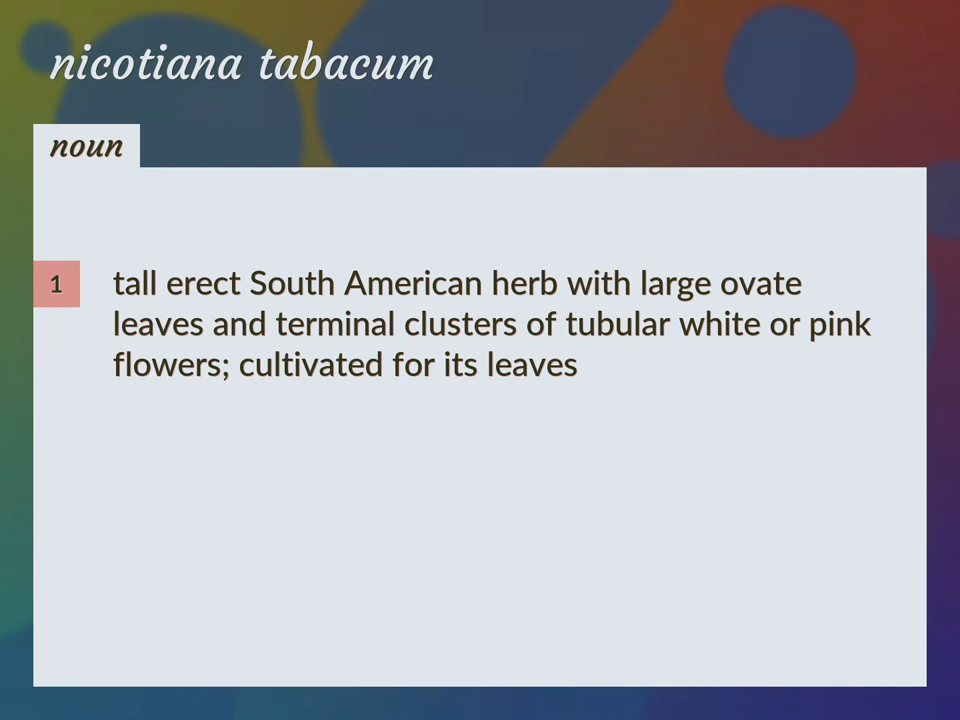 nicotiana tabacum
noun
1
tall erect South American herb with large ovate
leaves and terminal clusters of tubular white or pink
flowers; cultivated for its leaves